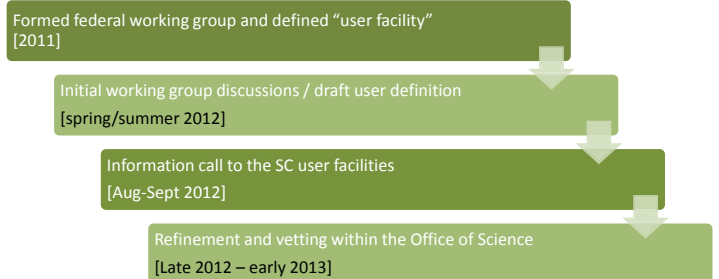 Formed federal working group and defined “user facility”
[2011]
Initial working group discussions / draft user definition
[spring/summer 2012]
Information call to the SC user facilities
[Aug-Sept 2012]
Refinement and vetting within the Office of Science
[Late 2012 – early 2013]